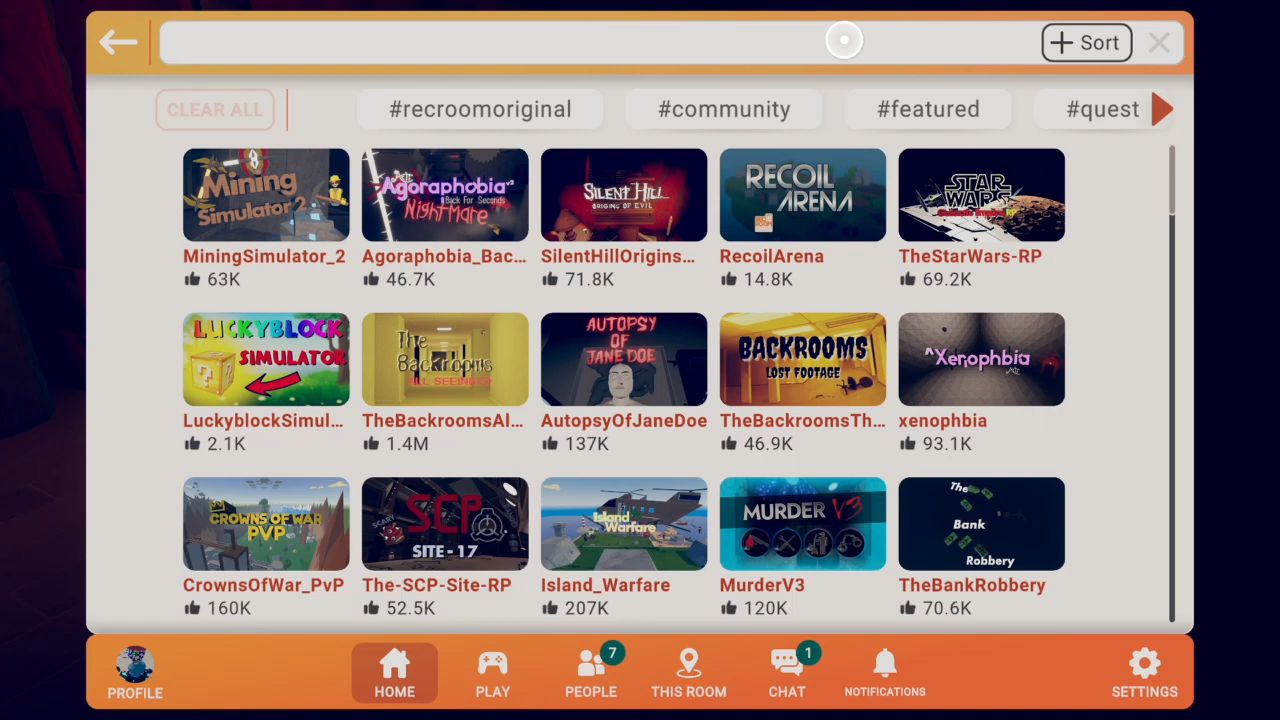 Sort
CLEAR ALL
#recroomoriginal
#community
#featured
#quest
Mining
Simulator 2
Agoraphobia v2
Back For Seconds
NightMare
SILENT HILL
ORIGINS OF EVIL
RECOIL
ARENA
STAR
WARS
RP
MiningSimulator_2
Agoraphobia_Bac...
SilentHillOrigins...
RecoilArena
TheStarWars-RP
63K
46.7K
71.8K
14.8K
69.2K
LUCKYBLOCK
SIMULATOR
The
Backrooms
ALL SEEING
AUTOPSY
OF
JANE DOE
BACKROOMS
LOST FOOTAGE
^Xenophbia
LuckyblockSimul...
TheBackroomsAl...
AutopsyOfJaneDoe
TheBackroomsTh...
xenophbia
2.1K
1.4M
137K
46.9K
93.1K
CROWNS OF WAR
PVP
SCARY
SCP
SITE - 17
Island
Warfare
MURDER V3
The
Bank
Robbery
CrownsOfWar_PvP
The-SCP-Site-RP
Island_Warfare
MurderV3
TheBankRobbery
160K
52.5K
207K
120K
70.6K
7
1
PROFILE
HOME
PLAY
PEOPLE
THIS ROOM
CHAT
NOTIFICATIONS
SETTINGS